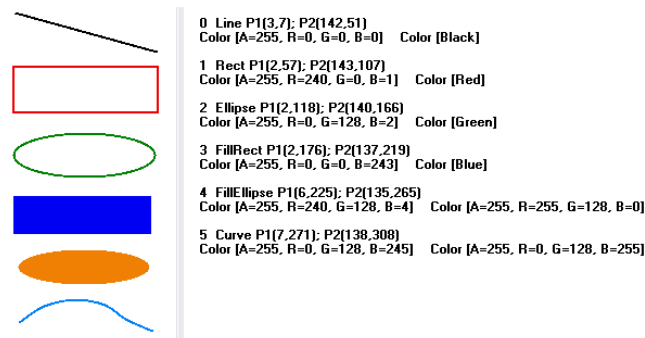 0 Line P1(3,7); P2(142,51)
Color [A=255, R=0, G=0, B=0] Color [Black]
1 Rect P1(2,57); P2(143,107)
Color [A=255, R=240, G=0, B=1] Color [Red]
2 Ellipse P1(2,118); P2(140,166)
Color [A=255, R=0, G=128, B=2] Color [Green]
3 FillRect P1(2,176); P2(137,219)
Color [A=255, R=0, G=0, B=243] Color [Blue]
4 FillEllipse P1(6,225); P2(135,265)
Color [A=255, R=240, G=128, B=4] Color [A=255, R=255, G=128, B=0]
5 Curve P1(7,271); P2(138,308)
Color [A=255, R=0, G=128, B=245] Color [A=255, R=0, G=128, B=255]